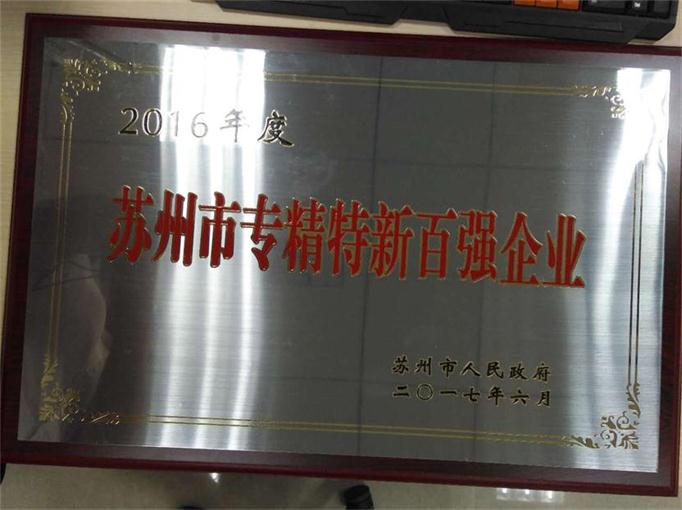 2016年度
苏州市专精特新百强企业
苏州市人民政府
二〇一七年六月